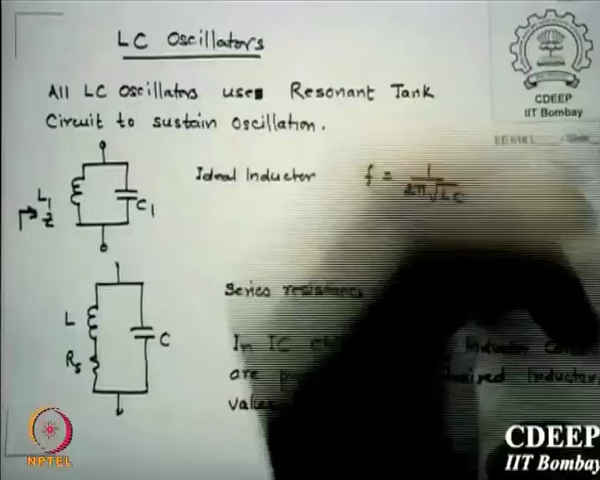 LC Oscillators
CDEEP
IIT Bombay
All LC Oscillators uses Resonant Tank
Circuit to sustain Oscillation.
Ideal Inductor f = 1 / 2π√LC
L1
C1
Z
Series resistance
L
C
Rs
In IC Inductor
are
value
NPTEL
CDEEP
IIT Bombay